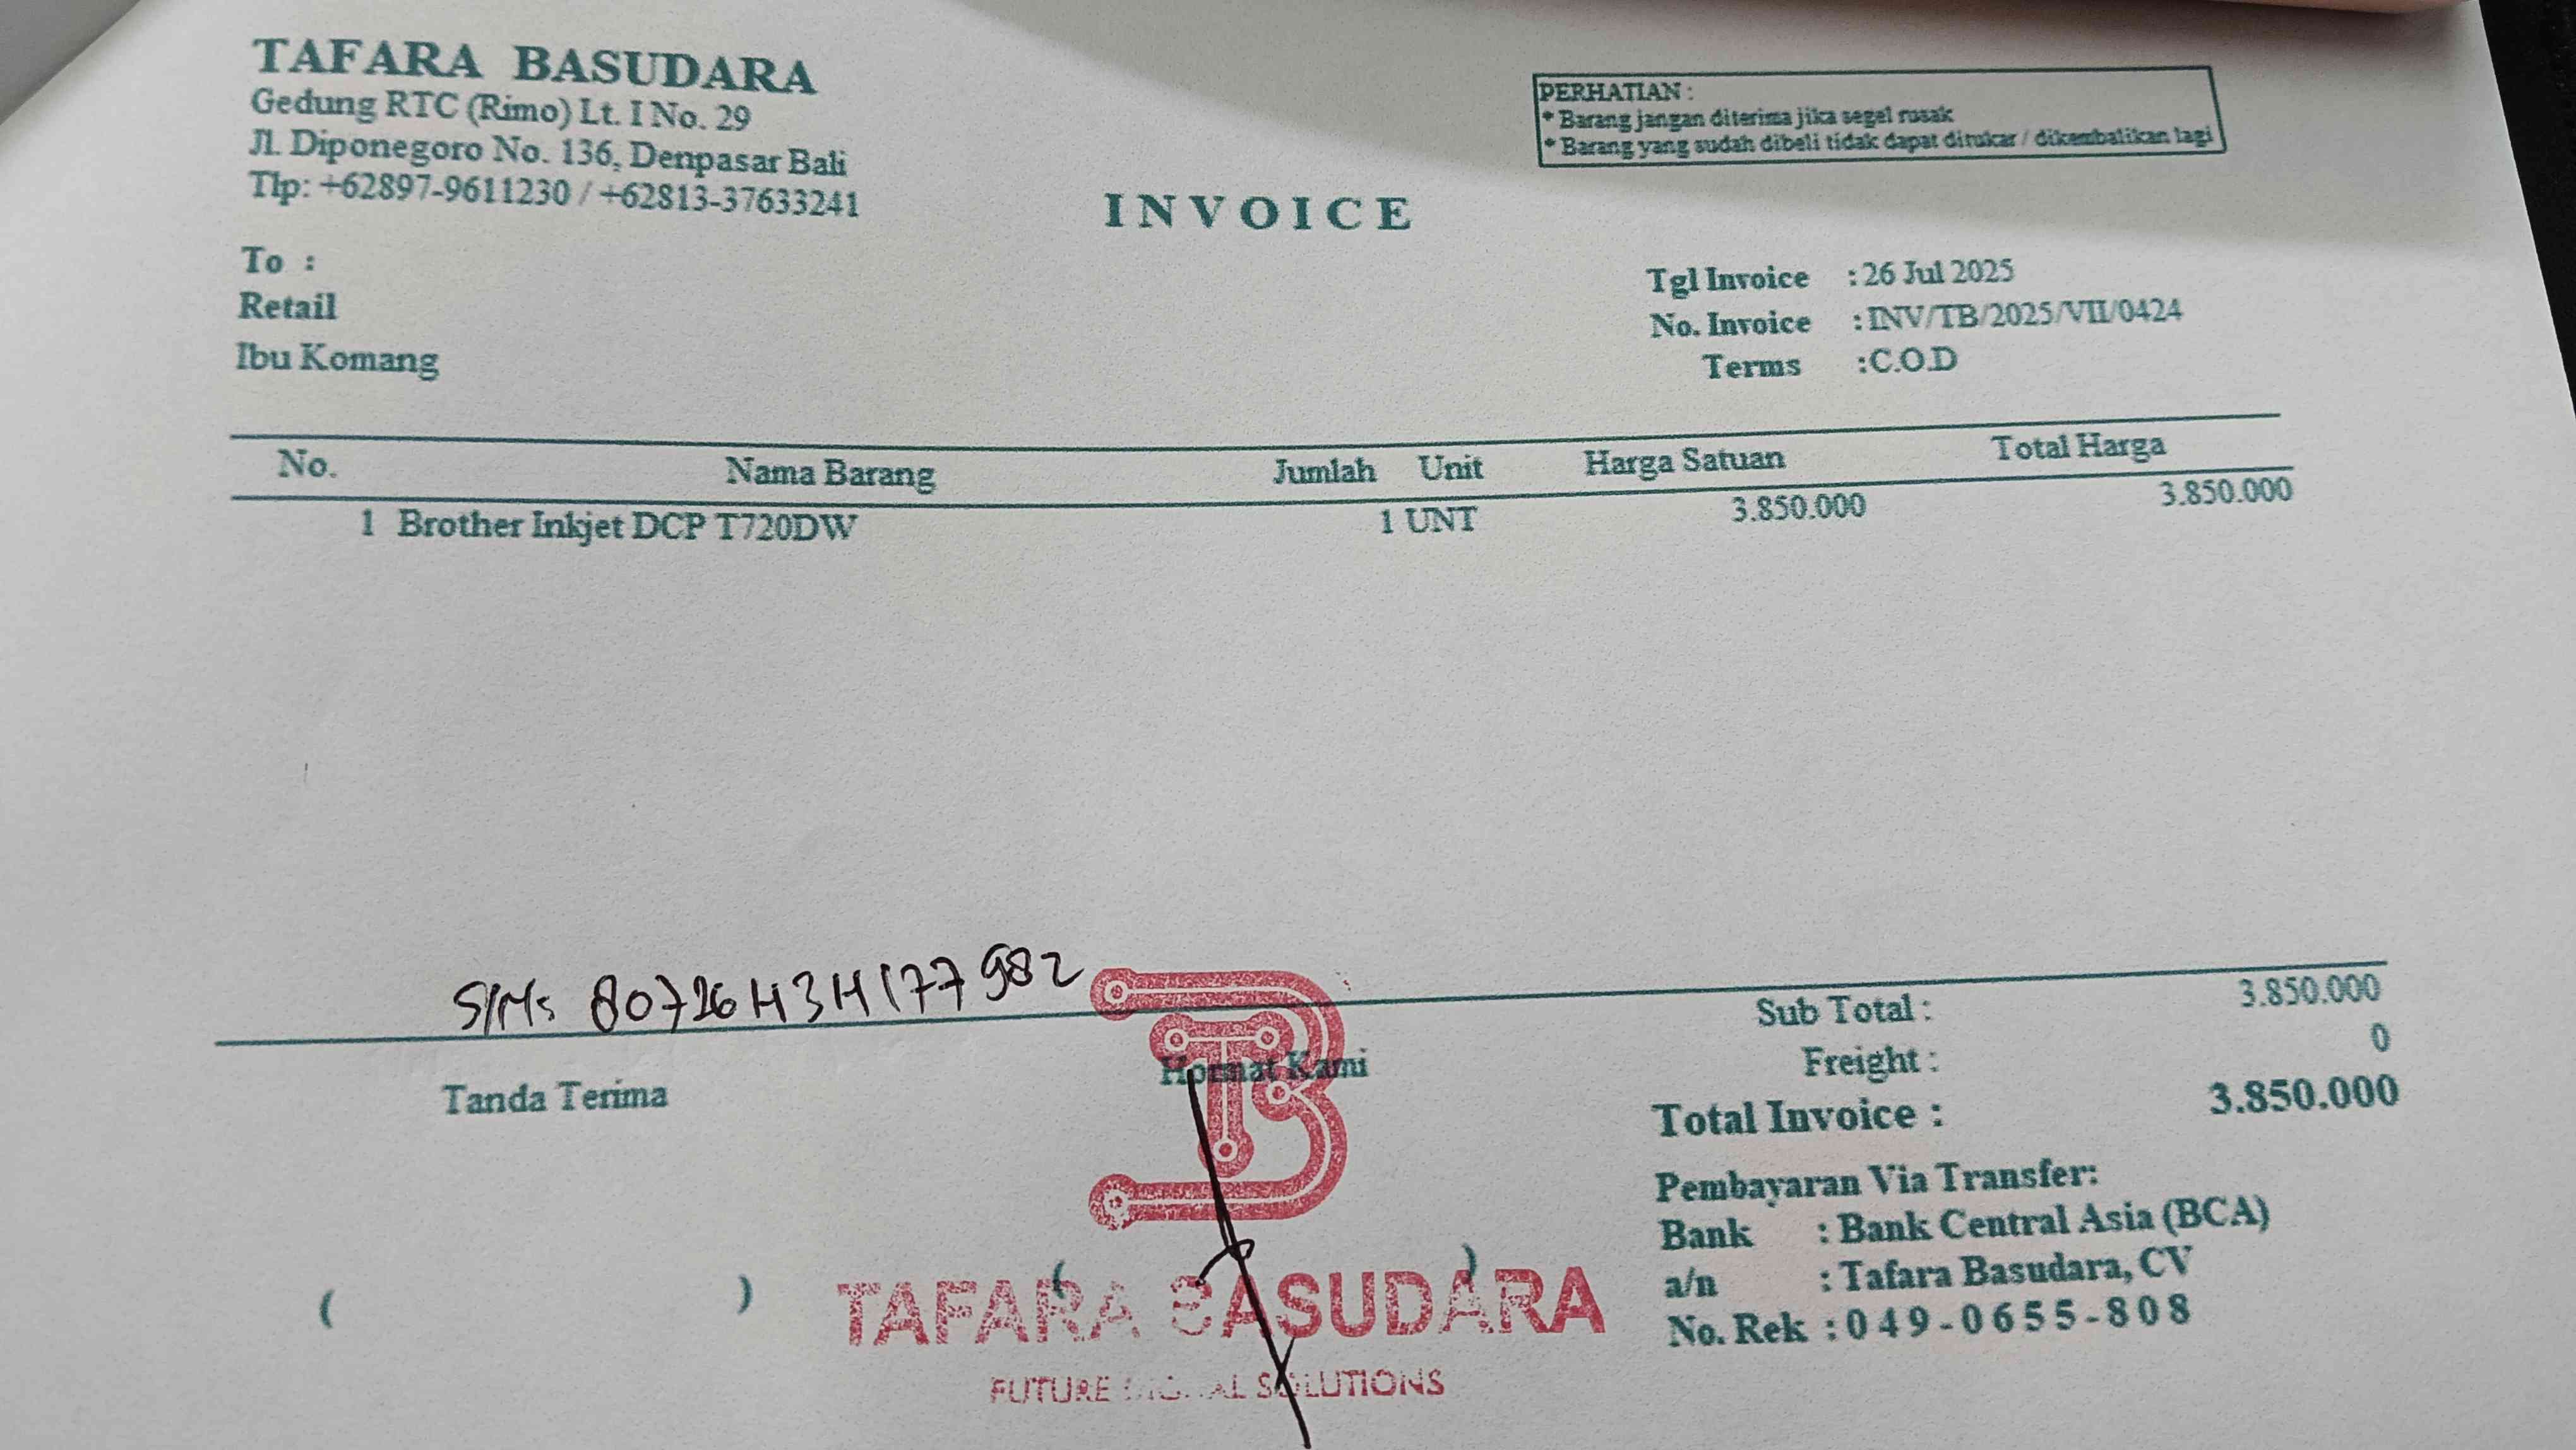 TAFARA BASUDARA
Gedung RTC (Rimo) Lt. I No. 29
Jl. Diponegoro No. 136, Denpasar Bali
Tlp: +62897-9611230 / +62813-37633241
PERHATIAN :
* Barang jangan diterima jika segel rusak
* Barang yang sudah dibeli tidak dapat ditukar / dikembalikan lagi
INVOICE
To :
Retail
Ibu Komang
Tgl Invoice : 26 Jul 2025
No. Invoice : INV/TB/2025/VII/0424
Terms : C.O.D
No. Nama Barang Jumlah Unit Harga Satuan Total Harga
1 Brother Inkjet DCP T720DW 1 UNT 3.850.000 3.850.000
80726H3H177982
Tanda Terima
Hormat Kami
( )
( )
Sub Total : 3.850.000
Freight : 0
Total Invoice : 3.850.000
Pembayaran Via Transfer:
Bank : Bank Central Asia (BCA)
a/n : Tafara Basudara, CV
No. Rek : 049-0655-808
TB
TAFARA BASUDARA
FUTURE DIGITAL SOLUTIONS